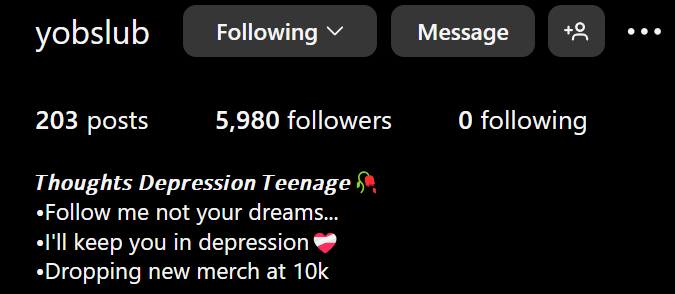 yobslub Following Message
203 posts 5,980 followers 0 following
Thoughts Depression Teenage🥀
•Follow me not your dreams...
•I'll keep you in depression❤️‍🩹
•Dropping new merch at 10k